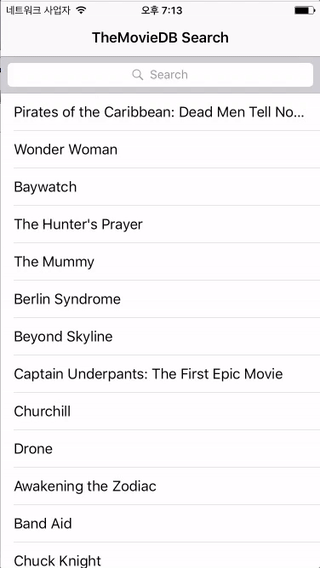 네트워크 사업자 오후 7:13
TheMovieDB Search
Search
Pirates of the Caribbean: Dead Men Tell No...
Wonder Woman
Baywatch
The Hunter's Prayer
The Mummy
Berlin Syndrome
Beyond Skyline
Captain Underpants: The First Epic Movie
Churchill
Drone
Awakening the Zodiac
Band Aid
Chuck Knight